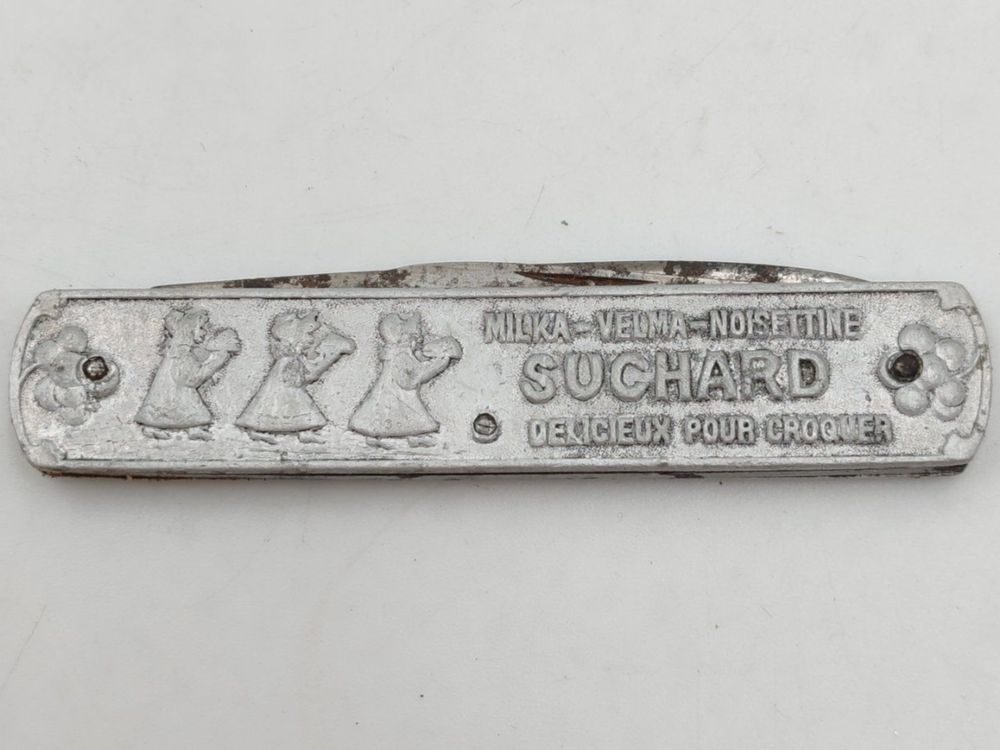 MILKA - VELMA - NOISETTINE
SUCHARD
DELICIEUX POUR CROQUER